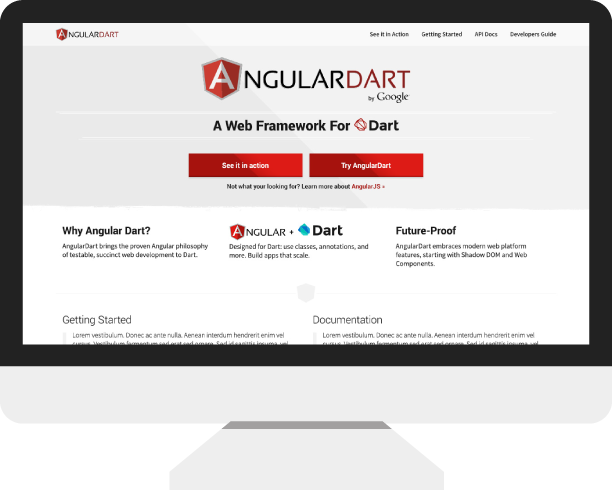 ANGULARDART
See it in Action Getting Started API Docs Developers Guide
ANGULARDART
by Google
A Web Framework For Dart
See it in action Try AngularDart
Not what your looking for? Learn more about AngularJS »
Why Angular Dart?
AngularDart brings the proven Angular philosophy
of testable, succinct web development to Dart.
ANGULAR + Dart
Designed for Dart: use classes, annotations, and
more. Build apps that scale.
Future-Proof
AngularDart embraces modern web platform
features, starting with Shadow DOM and Web
Components.
Getting Started
Lorem vestibulum. Donec ac ante nulla. Aenean interdum hendrerit enim vel
Documentation
Lorem vestibulum. Donec ac ante nulla. Aenean interdum hendrerit enim vel